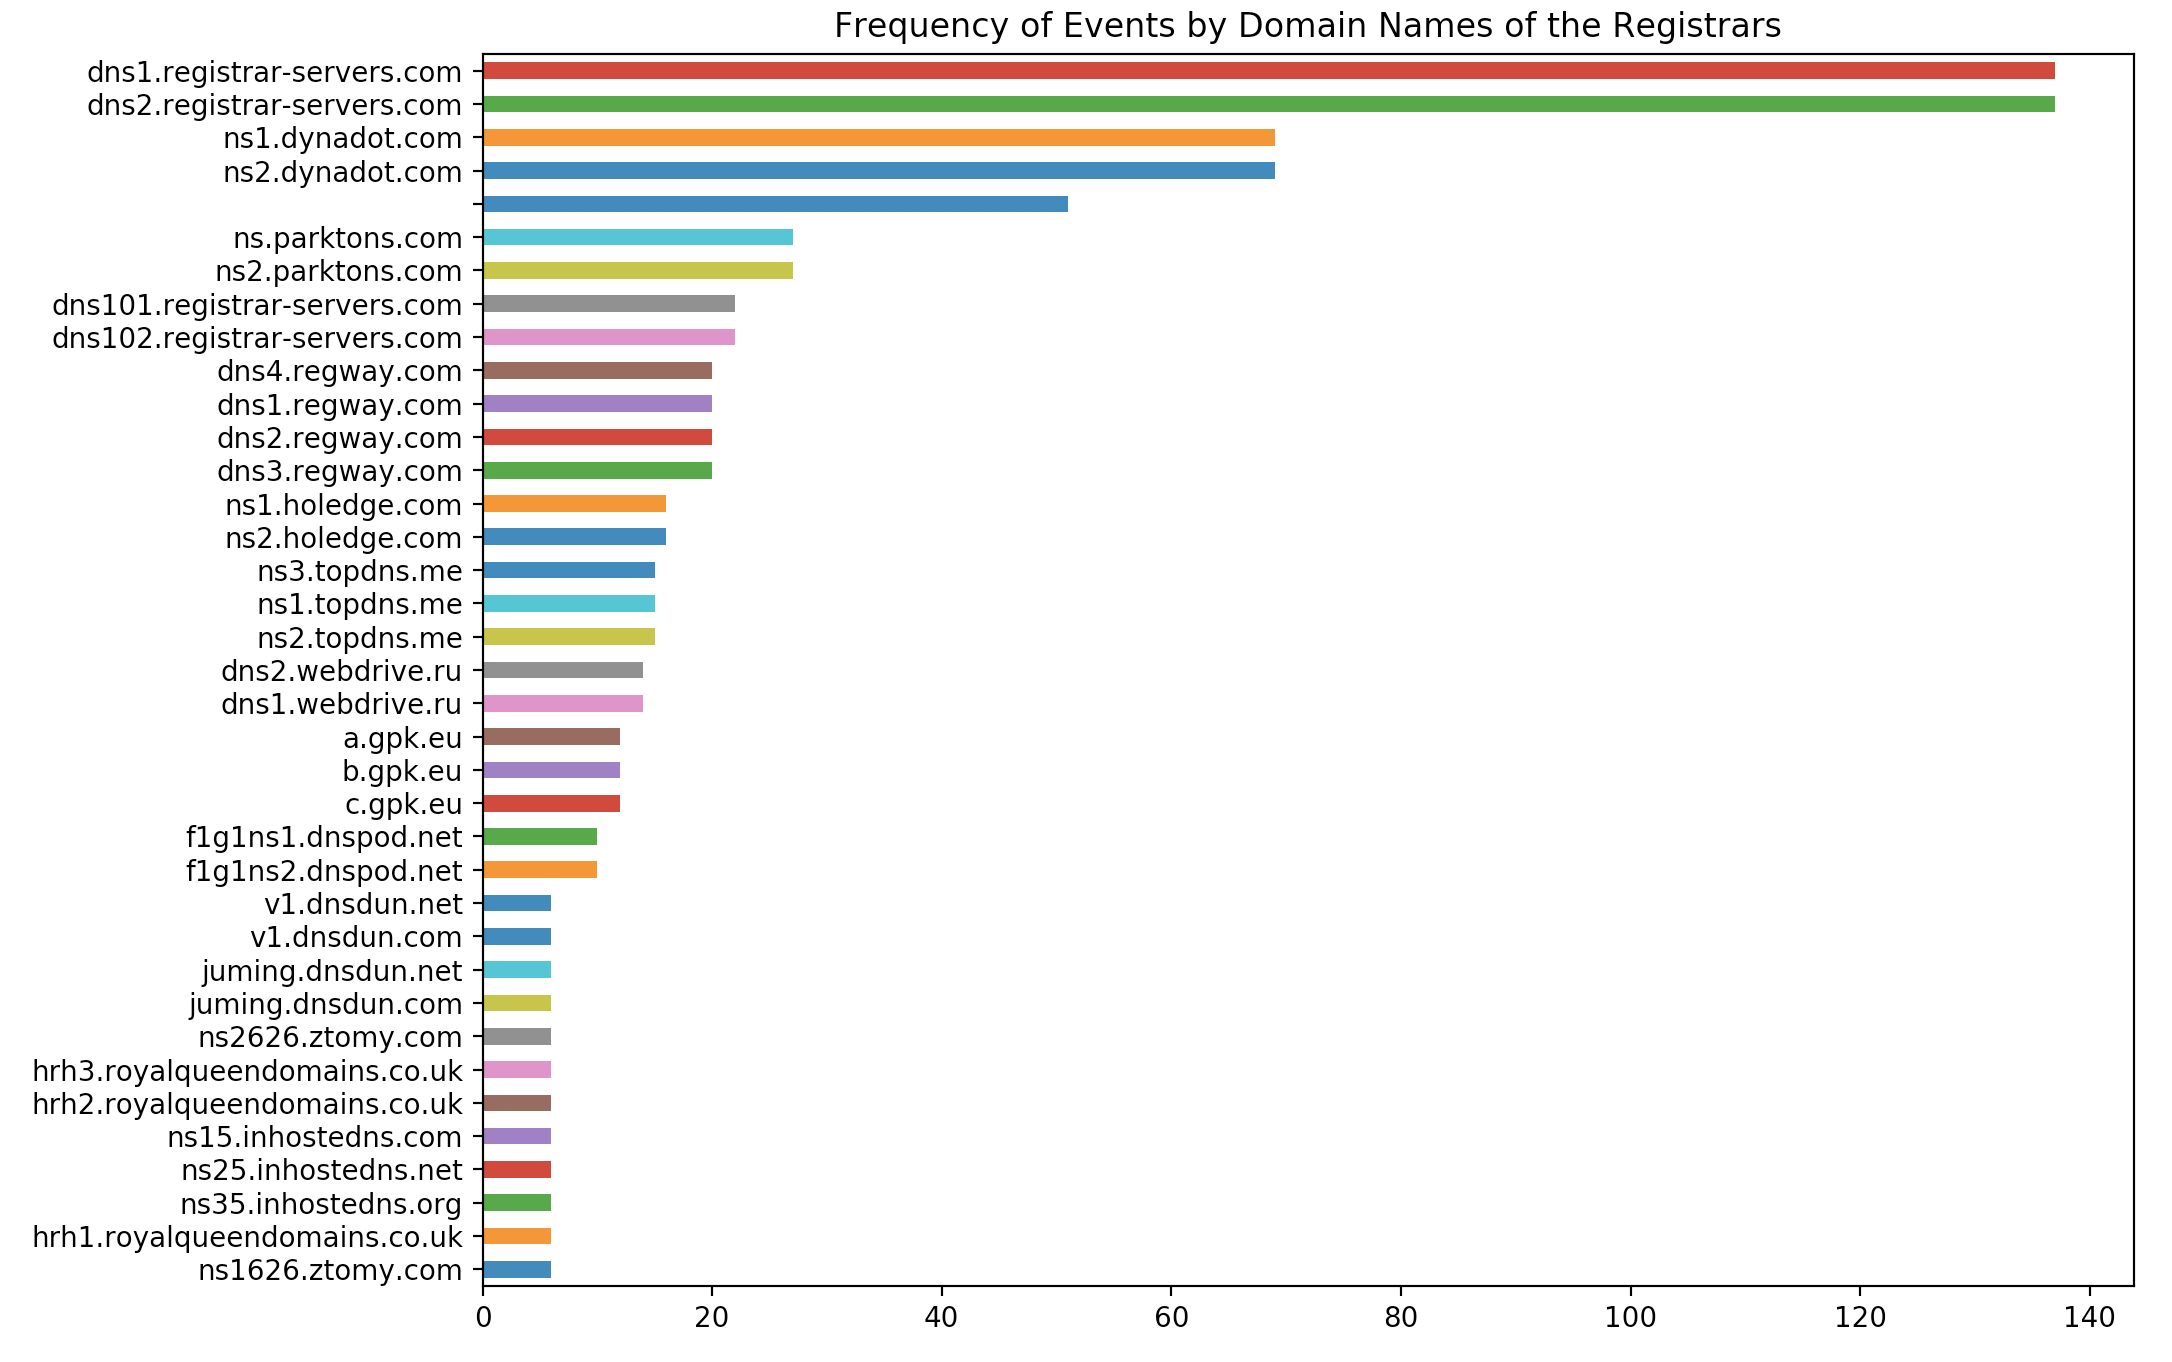 Frequency of Events by Domain Names of the Registrars
dns1.registrar-servers.com
dns2.registrar-servers.com
ns1.dynadot.com
ns2.dynadot.com
ns.parktons.com
ns2.parktons.com
dns101.registrar-servers.com
dns102.registrar-servers.com
dns4.regway.com
dns1.regway.com
dns2.regway.com
dns3.regway.com
ns1.holedge.com
ns2.holedge.com
ns3.topdns.me
ns1.topdns.me
ns2.topdns.me
dns2.webdrive.ru
dns1.webdrive.ru
a.gpk.eu
b.gpk.eu
c.gpk.eu
f1g1ns1.dnspod.net
f1g1ns2.dnspod.net
v1.dnsdun.net
v1.dnsdun.com
juming.dnsdun.net
juming.dnsdun.com
ns2626.ztomy.com
hrh3.royalqueendomains.co.uk
hrh2.royalqueendomains.co.uk
ns15.inhostedns.com
ns25.inhostedns.net
ns35.inhostedns.org
hrh1.royalqueendomains.co.uk
ns1626.ztomy.com
0 20 40 60 80 100 120 140